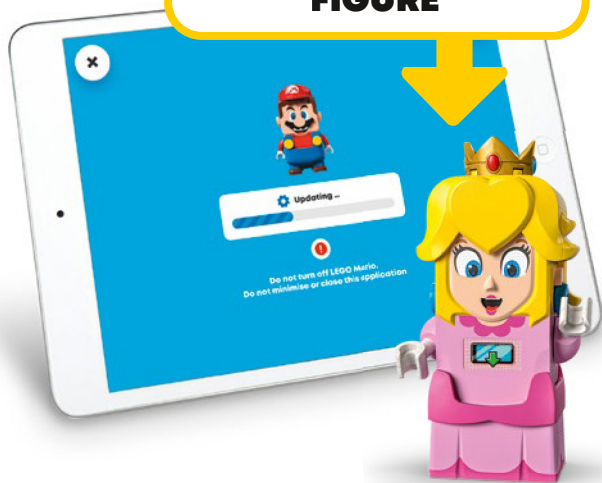 FIGURE
Updating ...
Do not turn off LEGO Mario.
Do not minimise or close this application